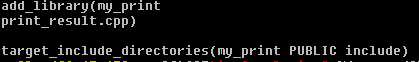 add_library(my_print
print_result.cpp)
target_include_directories(my_print PUBLIC include)